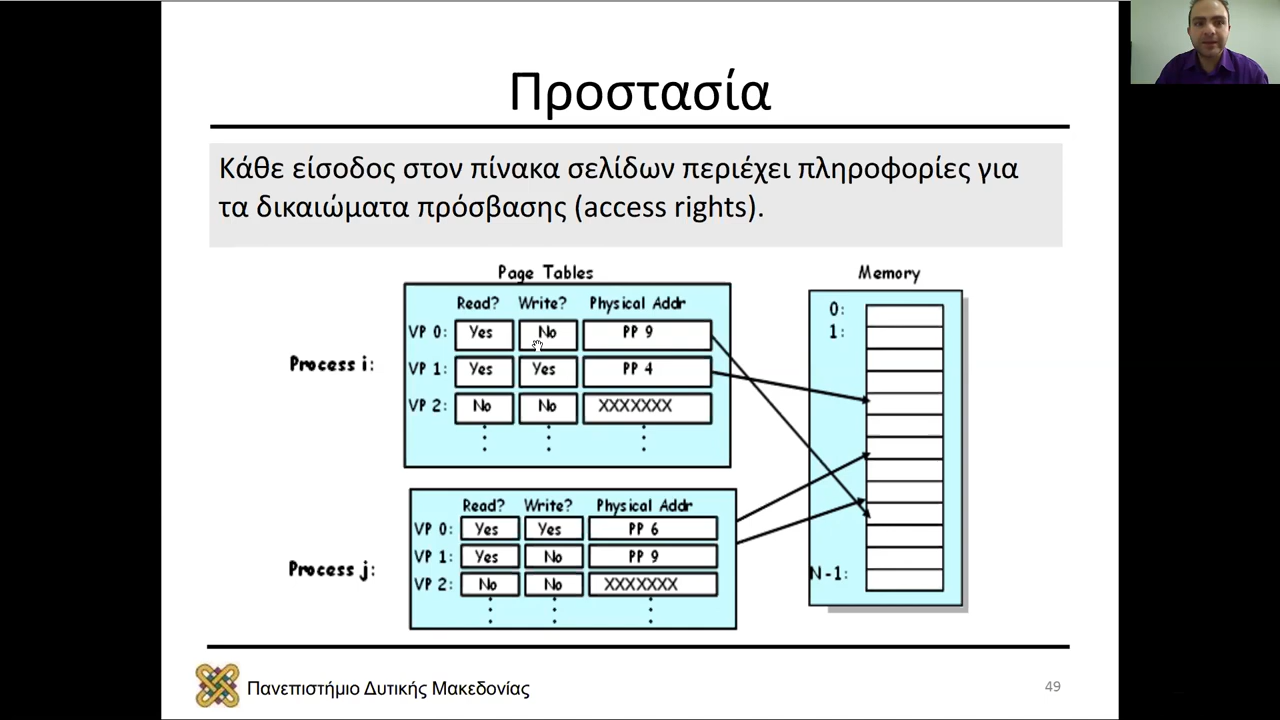 Προστασία
Κάθε είσοδος στον πίνακα σελίδων περιέχει πληροφορίες για
τα δικαιώματα πρόσβασης (access rights).
Page Tables
Memory
Read? Write? Physical Addr
VP 0: Yes No PP 9
Process i:
VP 1: Yes Yes PP 4
VP 2: No No XXXXXXX
Read? Write? Physical Addr
VP 0: Yes Yes PP 6
VP 1: Yes No PP 9
Process j:
VP 2: No No XXXXXXX
0:
1:
N-1:
Πανεπιστήμιο Δυτικής Μακεδονίας
49